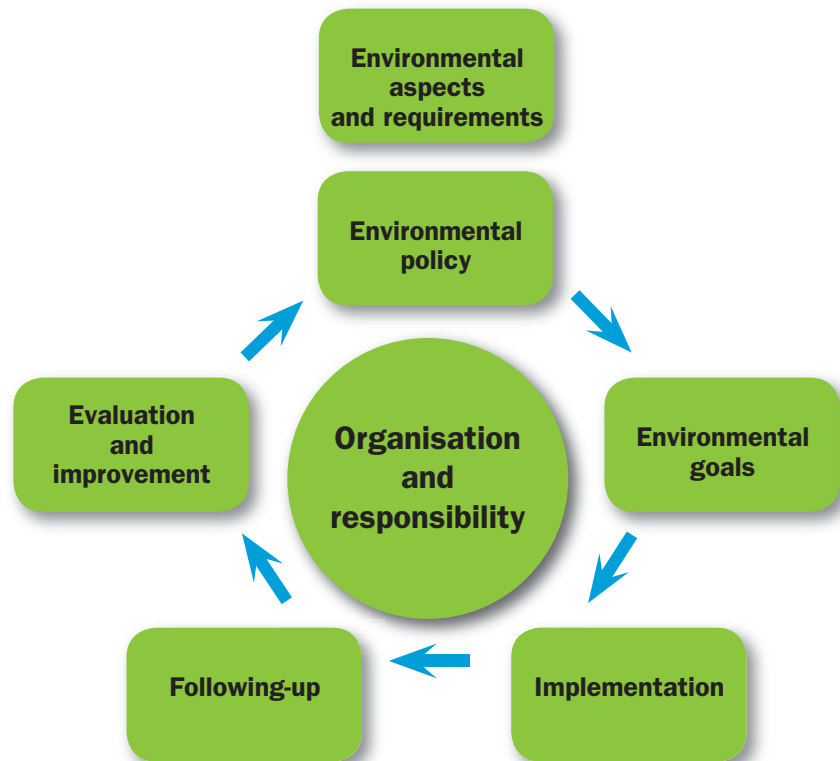 Environmental
aspects
and requirements
Environmental
policy
Evaluation
and
improvement
Organisation
and
responsibility
Environmental
goals
Following-up
Implementation